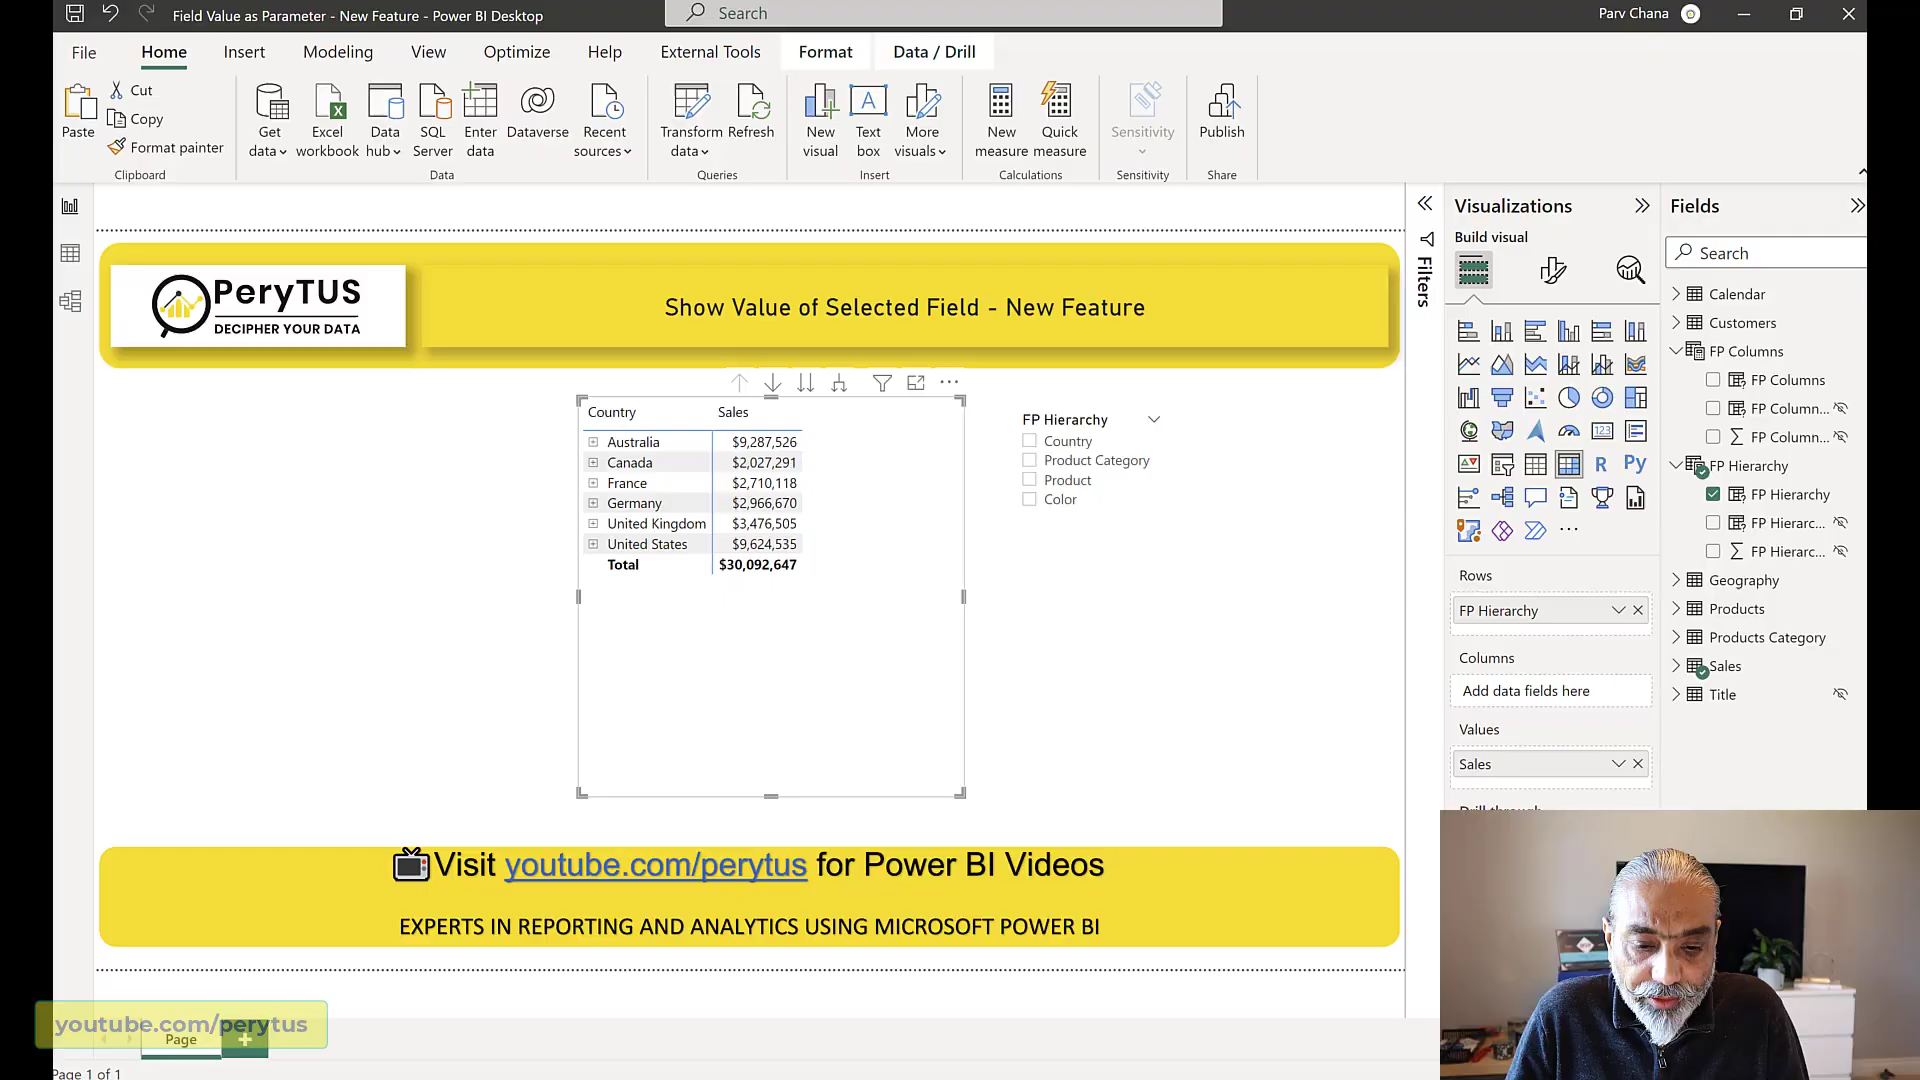 Field Value as Parameter - New Feature - Power BI Desktop
Search
Parv Chana
File
Home
Insert
Modeling
View
Optimize
Help
External Tools
Format
Data / Drill
Paste
Cut
Copy
Format painter
Clipboard
Get data
Excel workbook
Data hub
SQL Server
Enter data
Dataverse
Recent sources
Data
Transform data
Refresh
Queries
New visual
Text box
More visuals
Insert
New measure
Quick measure
Calculations
Sensitivity
Sensitivity
Publish
Share
PeryTUS
DECIPHER YOUR DATA
Show Value of Selected Field - New Feature
Country Sales
Australia $9,287,526
Canada $2,027,291
France $2,710,118
Germany $2,966,670
United Kingdom $3,476,505
United States $9,624,535
Total $30,092,647
FP Hierarchy
Country
Product Category
Product
Color
Visit youtube.com/perytus for Power BI Videos
EXPERTS IN REPORTING AND ANALYTICS USING MICROSOFT POWER BI
youtube.com/perytus
Page
Page 1 of 1
Filters
Visualizations
Build visual
123
R
Py
Rows
FP Hierarchy
Columns
Add data fields here
Values
Sales
Fields
Search
Calendar
Customers
FP Columns
FP Columns
FP Column...
FP Column...
FP Hierarchy
FP Hierarchy
FP Hierarc...
FP Hierarc...
Geography
Products
Products Category
Sales
Title